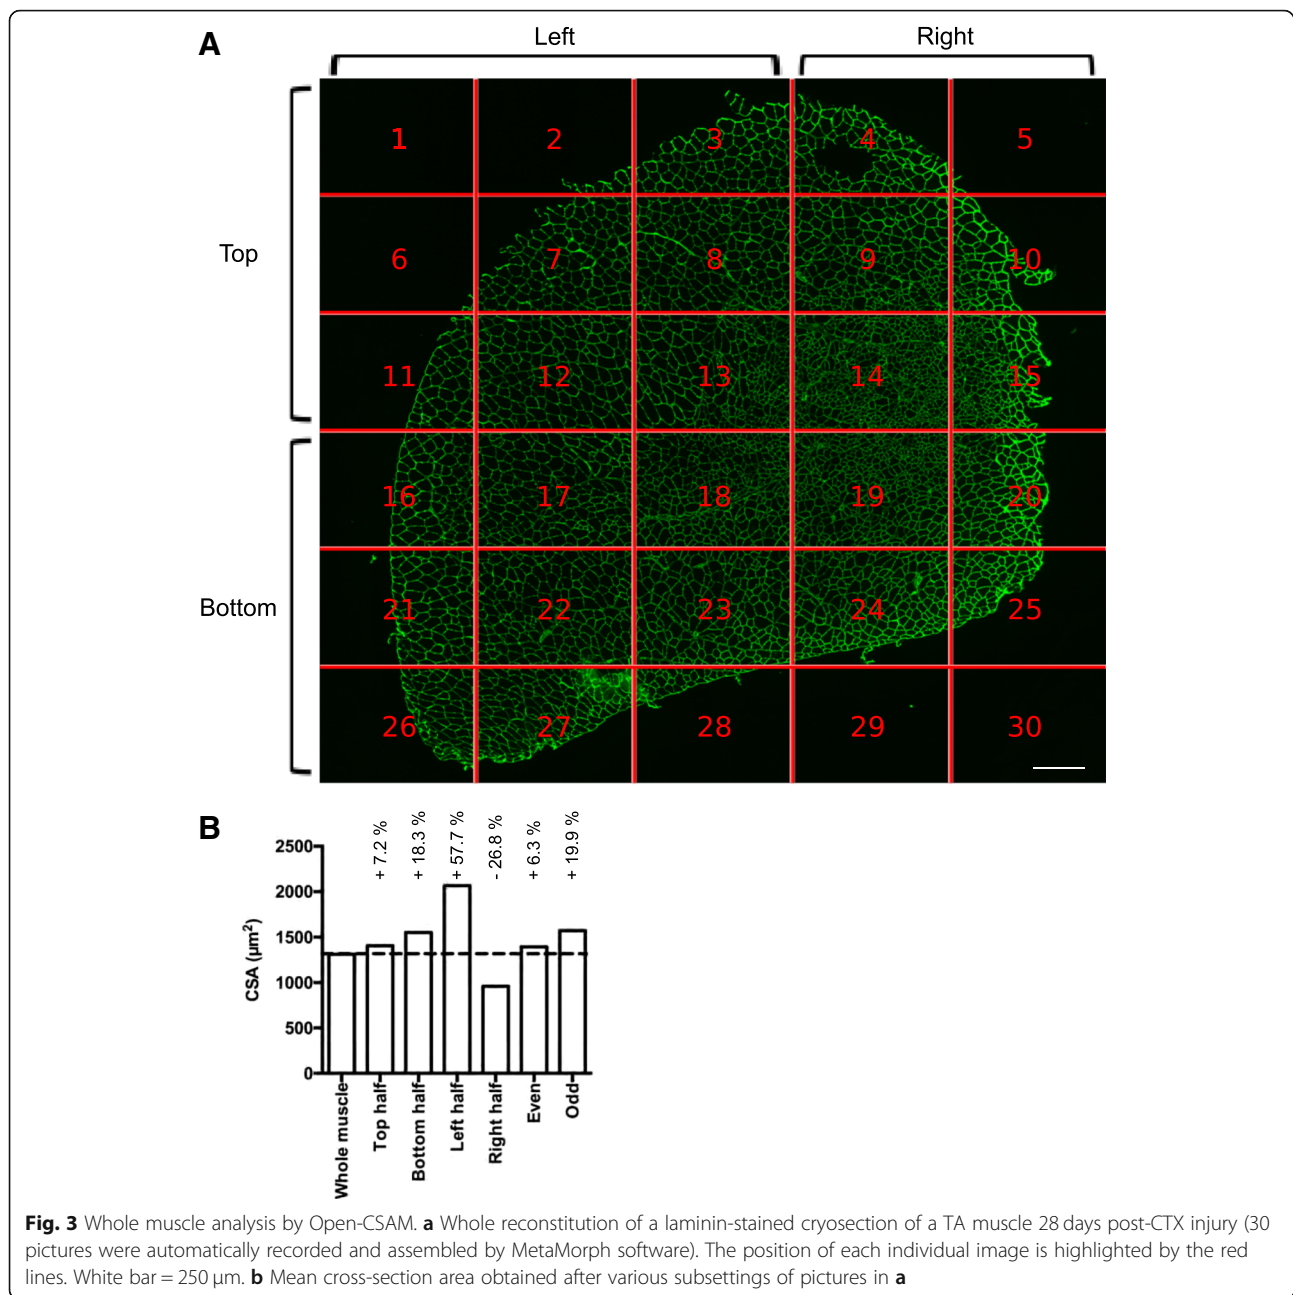 A
Left Right
1 2 3 4 5
Top
6 7 8 9 10
11 12 13 14 15
16 17 18 19 20
Bottom
21 22 23 24 25
26 27 28 29 30
B
+ 7.2 %
+ 18.3 %
+ 57.7 %
- 26.8 %
+ 6.3 %
+ 19.9 %
CSA (µm²)
2500
2000
1500
1000
500
0
Whole muscle
Top half
Bottom half
Left half
Right half
Even
Odd
Fig. 3 Whole muscle analysis by Open-CSAM. a Whole reconstitution of a laminin-stained cryosection of a TA muscle 28 days post-CTX injury (30
pictures were automatically recorded and assembled by MetaMorph software). The position of each individual image is highlighted by the red
lines. White bar = 250 µm. b Mean cross-section area obtained after various subsettings of pictures in a